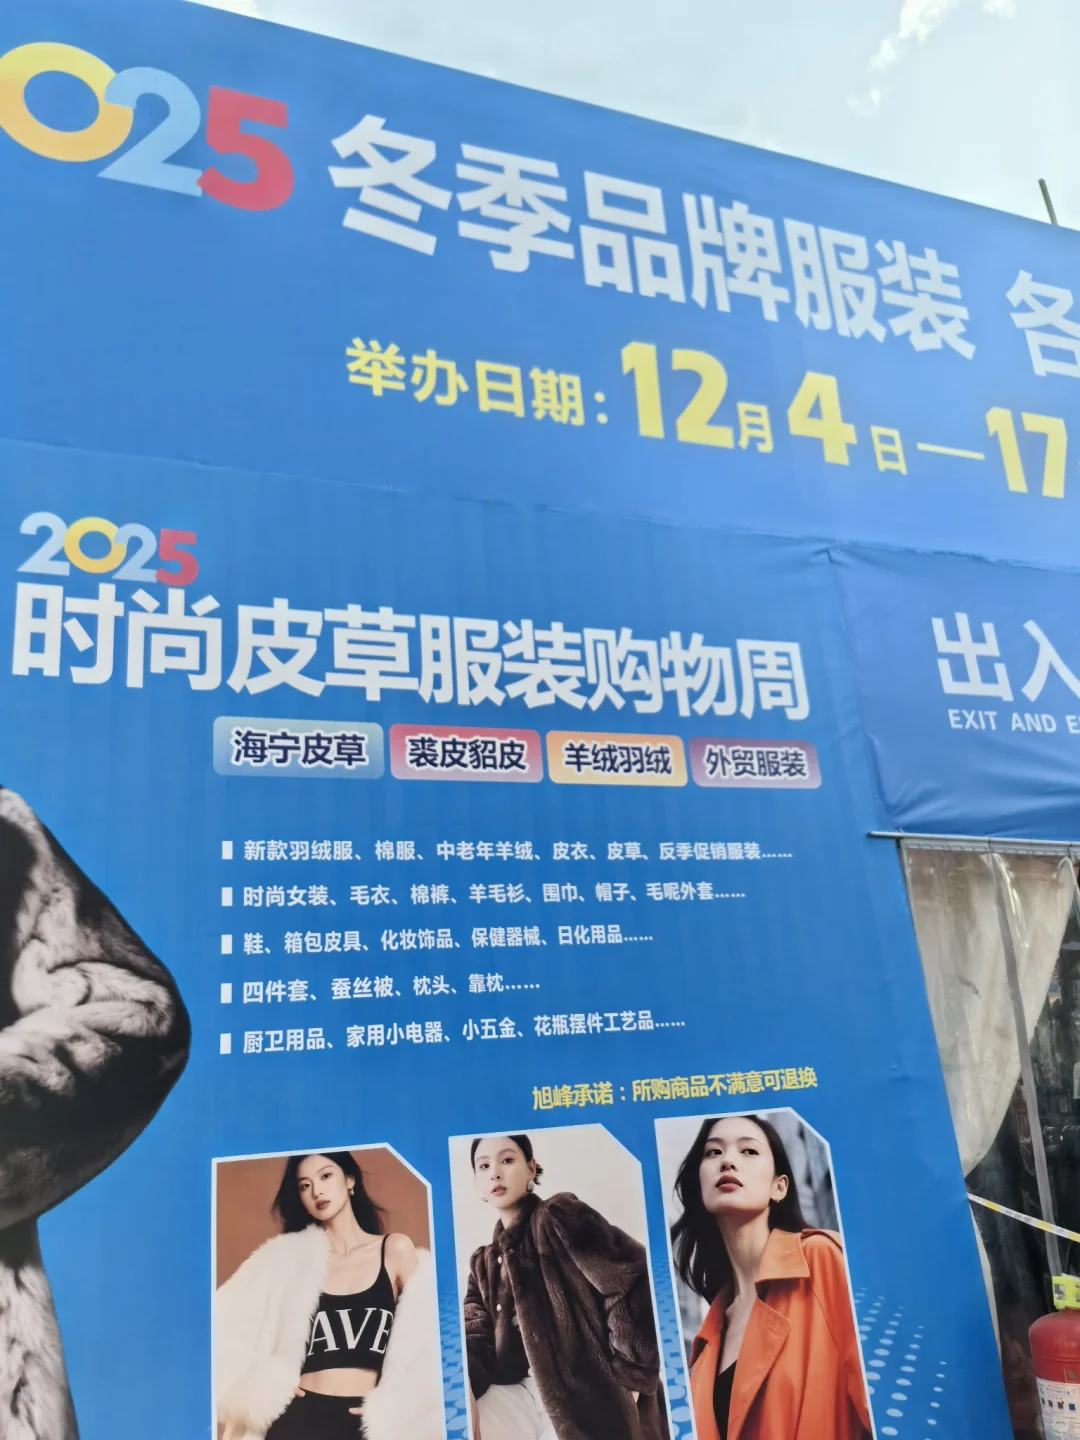 2025 冬季品牌服装 各
举办日期：12月4日—17
2025
时尚皮草服装购物周
海宁皮草 裘皮貂皮 羊绒羽绒 外贸服装
新款羽绒服、棉服、中老年羊绒、皮衣、皮草、反季促销服装……
时尚女装、毛衣、棉裤、羊毛衫、围巾、帽子、毛呢外套……
鞋、箱包皮具、化妆饰品、保健器械、日化用品……
四件套、蚕丝被、枕头、靠枕……
厨卫用品、家用小电器、小五金、花瓶摆件工艺品……
旭峰承诺：所购商品不满意可退换
出入
EXIT AND E
AVE